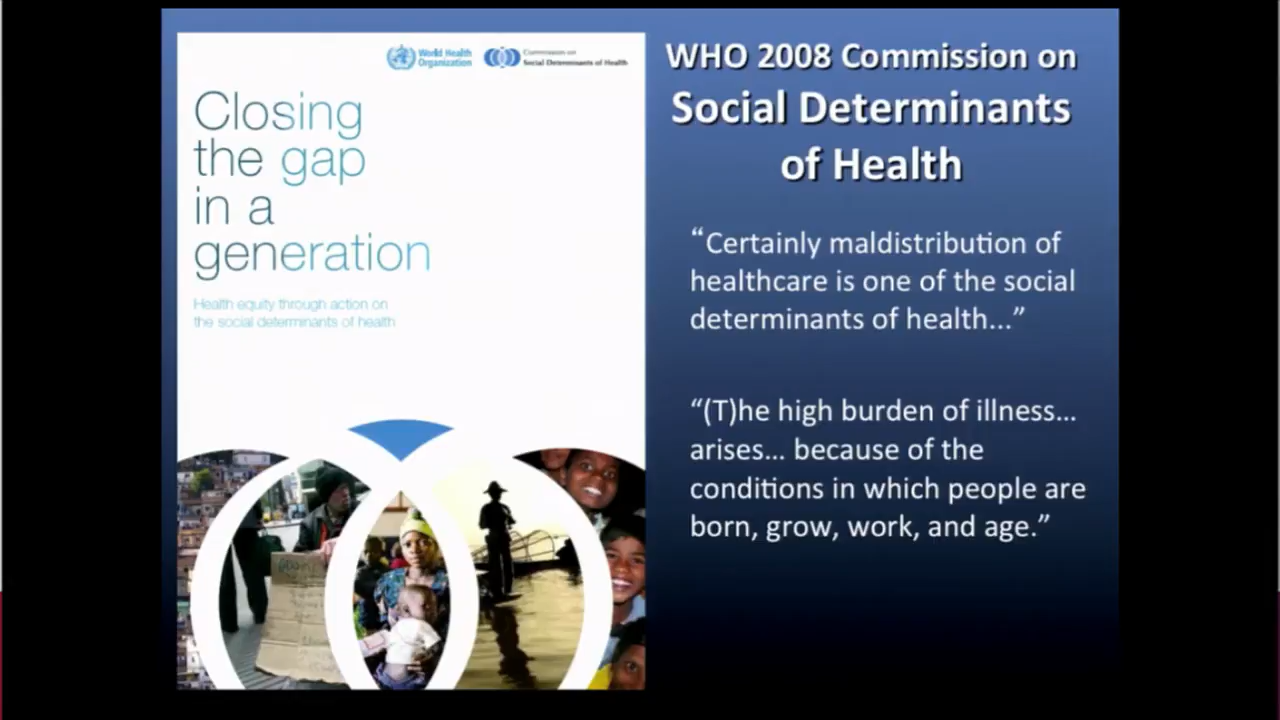 World Health
Organization
Commission on
Social Determinants of Health
Closing
the gap
in a
generation
Health equity through action on
the social determinants of health
WHO 2008 Commission on
Social Determinants
of Health
“Certainly maldistribution of
healthcare is one of the social
determinants of health...”
“(T)he high burden of illness...
arises... because of the
conditions in which people are
born, grow, work, and age.”